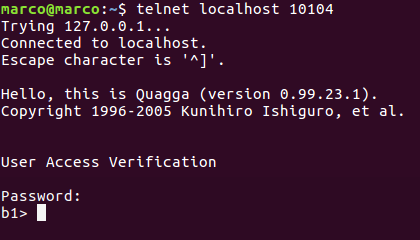 marco@marco:~$ telnet localhost 10104
Trying 127.0.0.1...
Connected to localhost.
Escape character is '^]'.
Hello, this is Quagga (version 0.99.23.1).
Copyright 1996-2005 Kunihiro Ishiguro, et al.
User Access Verification
Password:
b1>